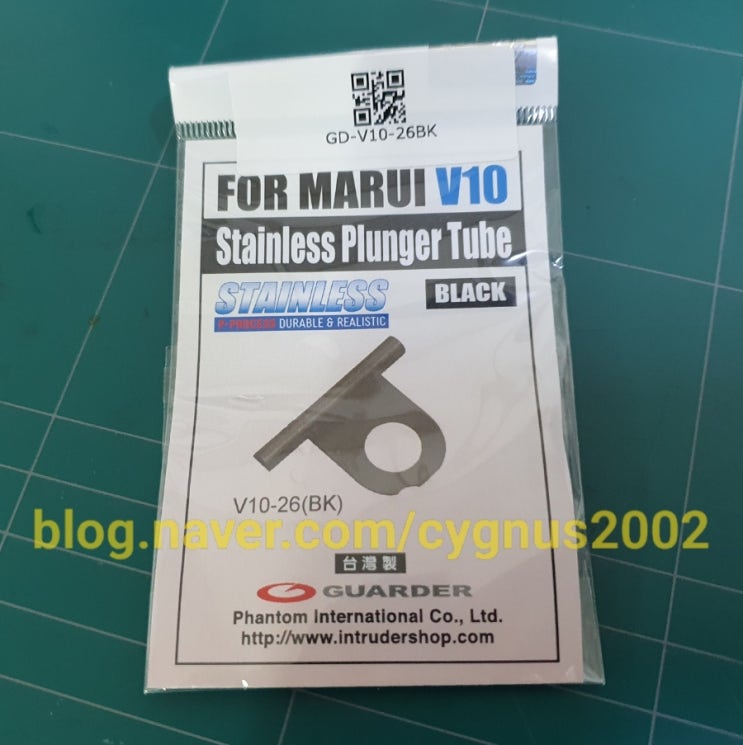 GD-V10-26BK
FOR MARUI V10
Stainless Plunger Tube
STAINLESS
BLACK
DURABLE & REALISTIC
V10-26(BK)
blog.naver.com/cygnus2002
台灣製
GUARDER
Phantom International Co., Ltd.
http://www.intrudershop.com